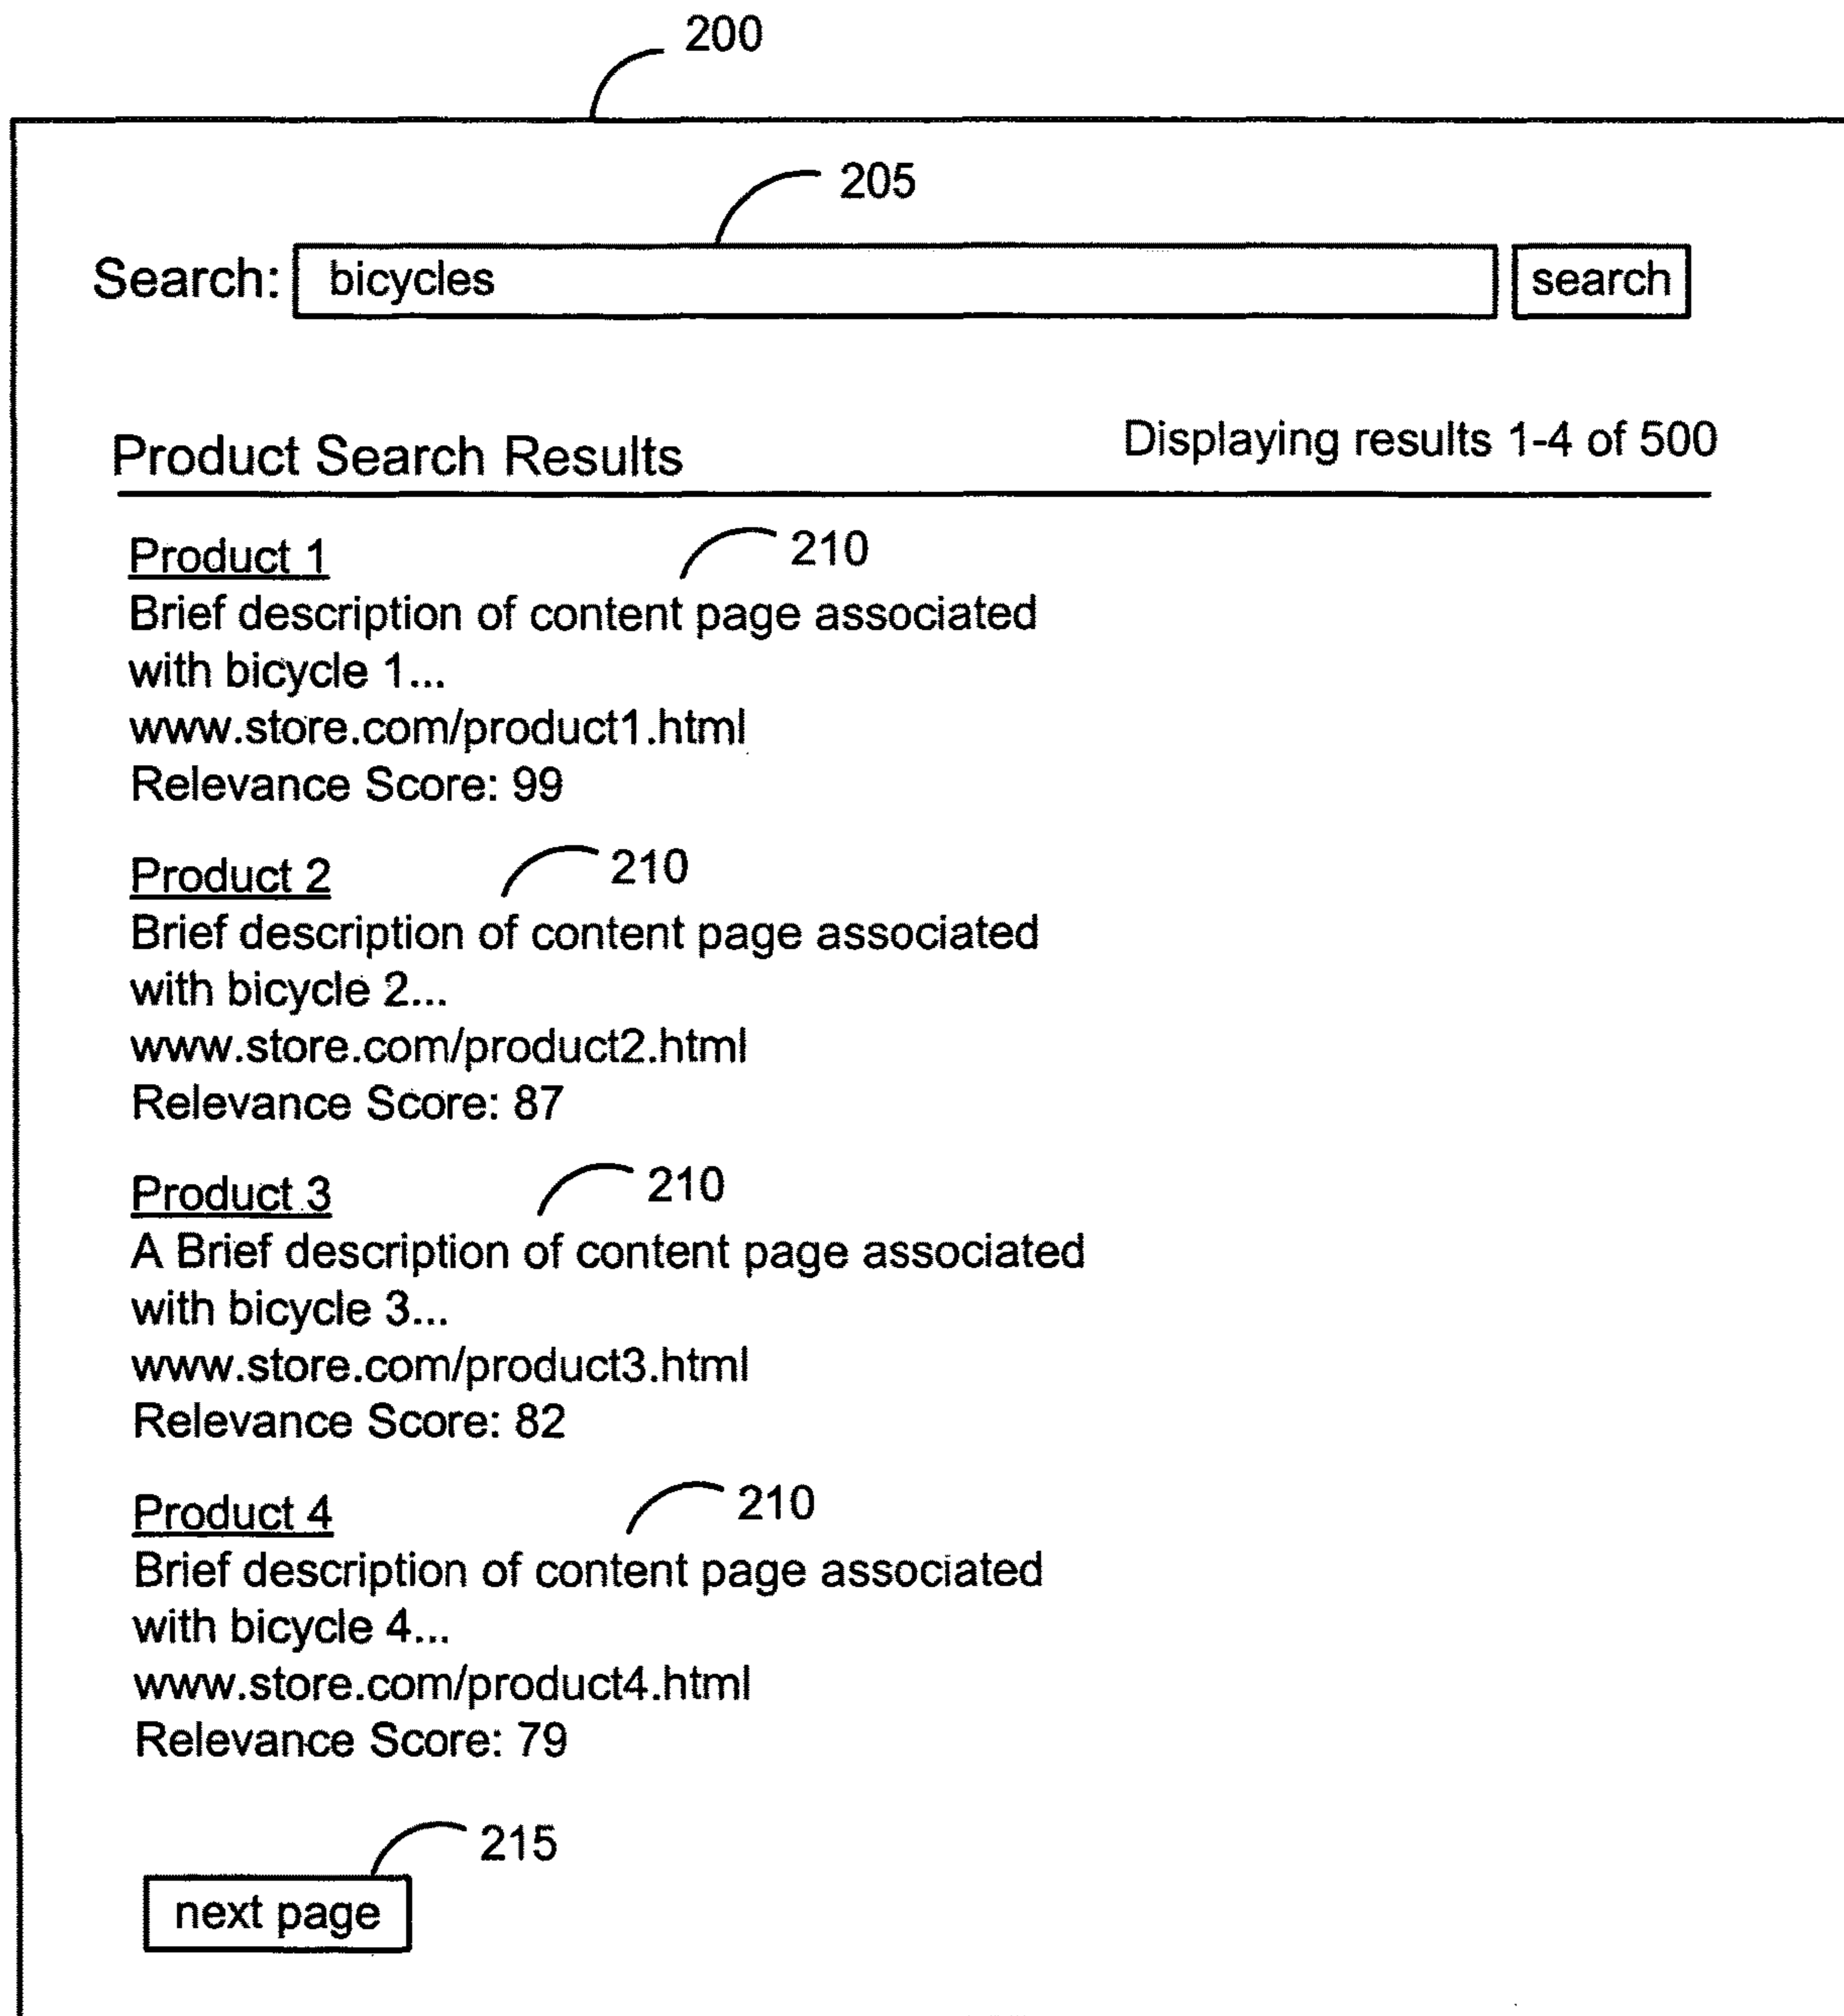 200
205
Search: bicycles search
Product Search Results Displaying results 1-4 of 500
Product 1 210
Brief description of content page associated
with bicycle 1...
www.store.com/product1.html
Relevance Score: 99
Product 2 210
Brief description of content page associated
with bicycle 2...
www.store.com/product2.html
Relevance Score: 87
Product 3 210
A Brief description of content page associated
with bicycle 3...
www.store.com/product3.html
Relevance Score: 82
Product 4 210
Brief description of content page associated
with bicycle 4...
www.store.com/product4.html
Relevance Score: 79
215
next page